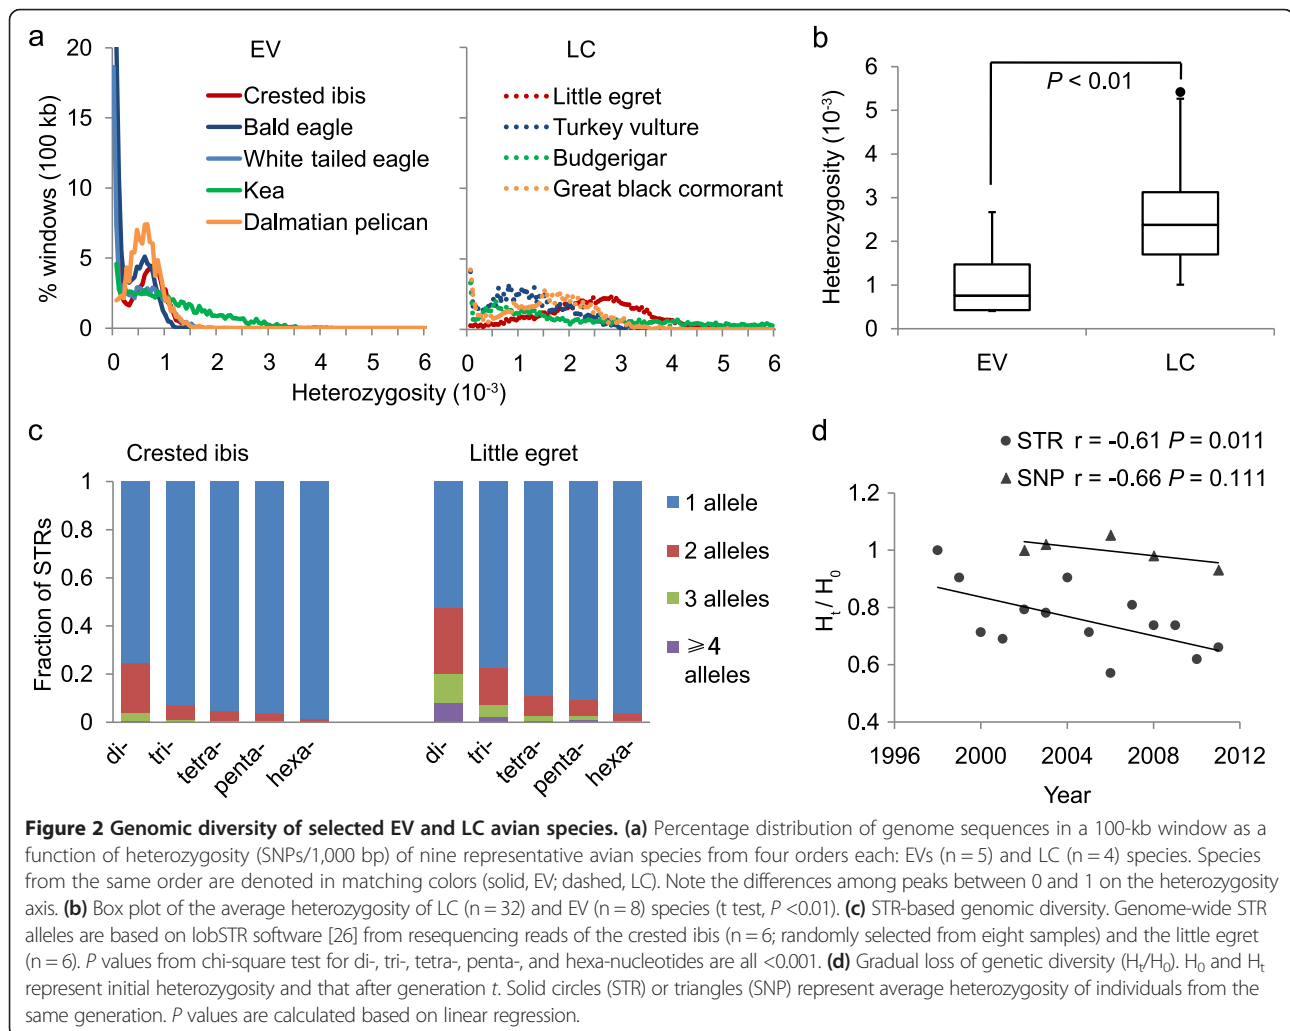 a
EV
LC
20
15
10
5
0
% windows (100 kb)
Crested ibis
Bald eagle
White tailed eagle
Kea
Dalmatian pelican
Little egret
Turkey vulture
Budgerigar
Great black cormorant
0 1 2 3 4 5 6
0 1 2 3 4 5 6
Heterozygosity (10⁻³)
b
6
5
4
3
2
1
0
Heterozygosity (10⁻³)
P < 0.01
EV
LC
c
Crested ibis
Little egret
1
0.8
0.6
0.4
0.2
0
Fraction of STRs
di- tri- tetra- penta- hexa-
di- tri- tetra- penta- hexa-
1 allele
2 alleles
3 alleles
⩾4
alleles
d
STR r = -0.61 P = 0.011
SNP r = -0.66 P = 0.111
1.2
1
0.8
0.6
0.4
Hₜ / H₀
1996 2000 2004 2008 2012
Year
Figure 2 Genomic diversity of selected EV and LC avian species. (a) Percentage distribution of genome sequences in a 100-kb window as a
function of heterozygosity (SNPs/1,000 bp) of nine representative avian species from four orders each: EVs (n = 5) and LC (n = 4) species. Species
from the same order are denoted in matching colors (solid, EV; dashed, LC). Note the differences among peaks between 0 and 1 on the heterozygosity
axis. (b) Box plot of the average heterozygosity of LC (n = 32) and EV (n = 8) species (t test, P <0.01). (c) STR-based genomic diversity. Genome-wide STR
alleles are based on lobSTR software [26] from resequencing reads of the crested ibis (n = 6; randomly selected from eight samples) and the little egret
(n = 6). P values from chi-square test for di-, tri-, tetra-, penta-, and hexa-nucleotides are all <0.001. (d) Gradual loss of genetic diversity (Hₜ/H₀). H₀ and Hₜ
represent initial heterozygosity and that after generation t. Solid circles (STR) or triangles (SNP) represent average heterozygosity of individuals from the
same generation. P values are calculated based on linear regression.